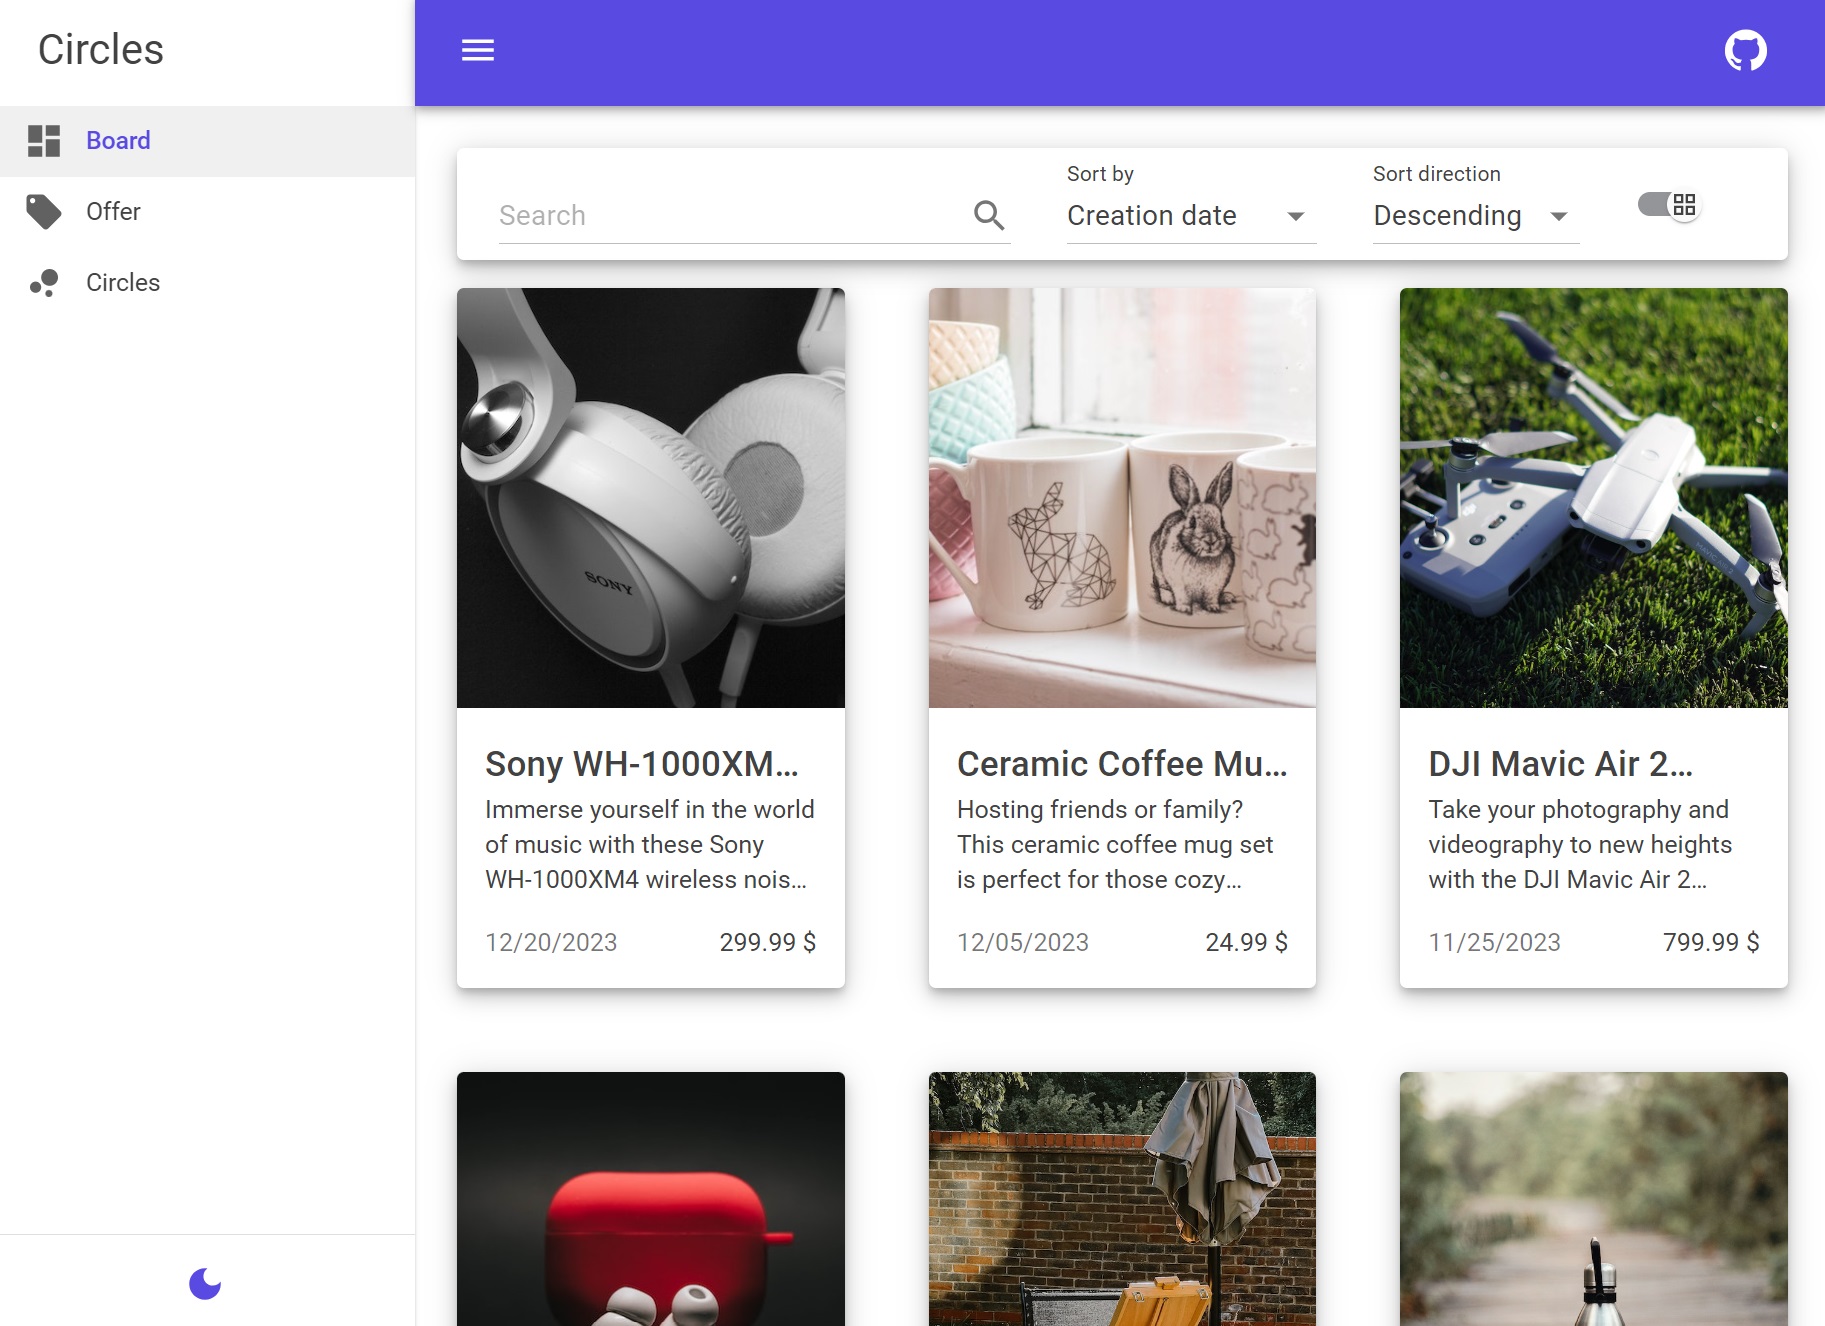 Circles
Board
Offer
Circles
Search
Sort by
Creation date
Sort direction
Descending
SONY
Sony WH-1000XM...
Immerse yourself in the world
of music with these Sony
WH-1000XM4 wireless nois...
12/20/2023
299.99 $
Ceramic Coffee Mu...
Hosting friends or family?
This ceramic coffee mug set
is perfect for those cozy...
12/05/2023
24.99 $
DJI Mavic Air 2...
Take your photography and
videography to new heights
with the DJI Mavic Air 2...
11/25/2023
799.99 $